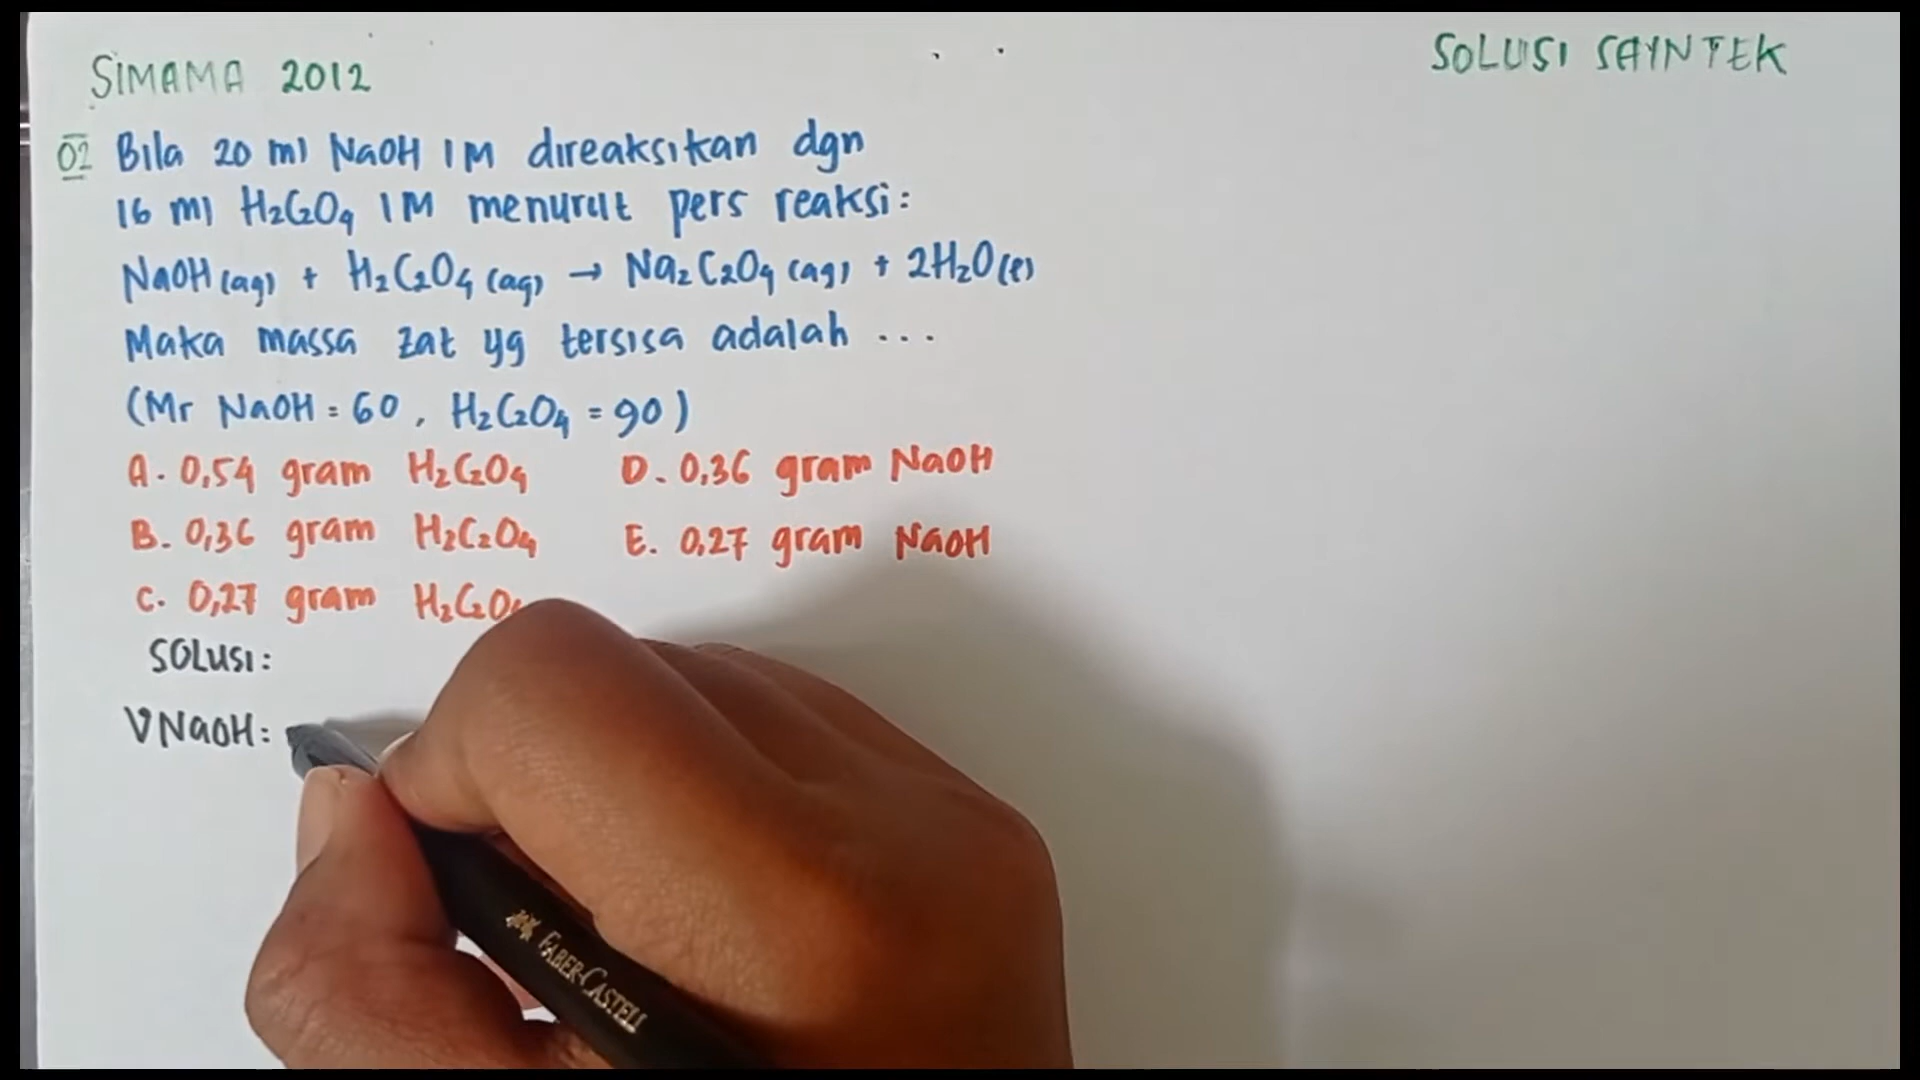 SIMAMA 2012
SOLUSI SAYNTEK
02 Bila 20 ml NaOH 1M direaksikan dgn
16 ml H₂C₂O₄ 1M menurut pers reaksi:
NaOH (aq) + H₂C₂O₄ (aq) → Na₂C₂O₄ (aq) + 2H₂O(l)
Maka massa zat yg tersisa adalah ...
(Mr NaOH = 60, H₂C₂O₄ = 90)
A. 0,54 gram H₂C₂O₄
D. 0,36 gram NaOH
B. 0,36 gram H₂C₂O₄
E. 0,27 gram NaOH
C. 0,27 gram H₂C₂O
SOLUSI:
V NaOH:
FABER-CASTELL